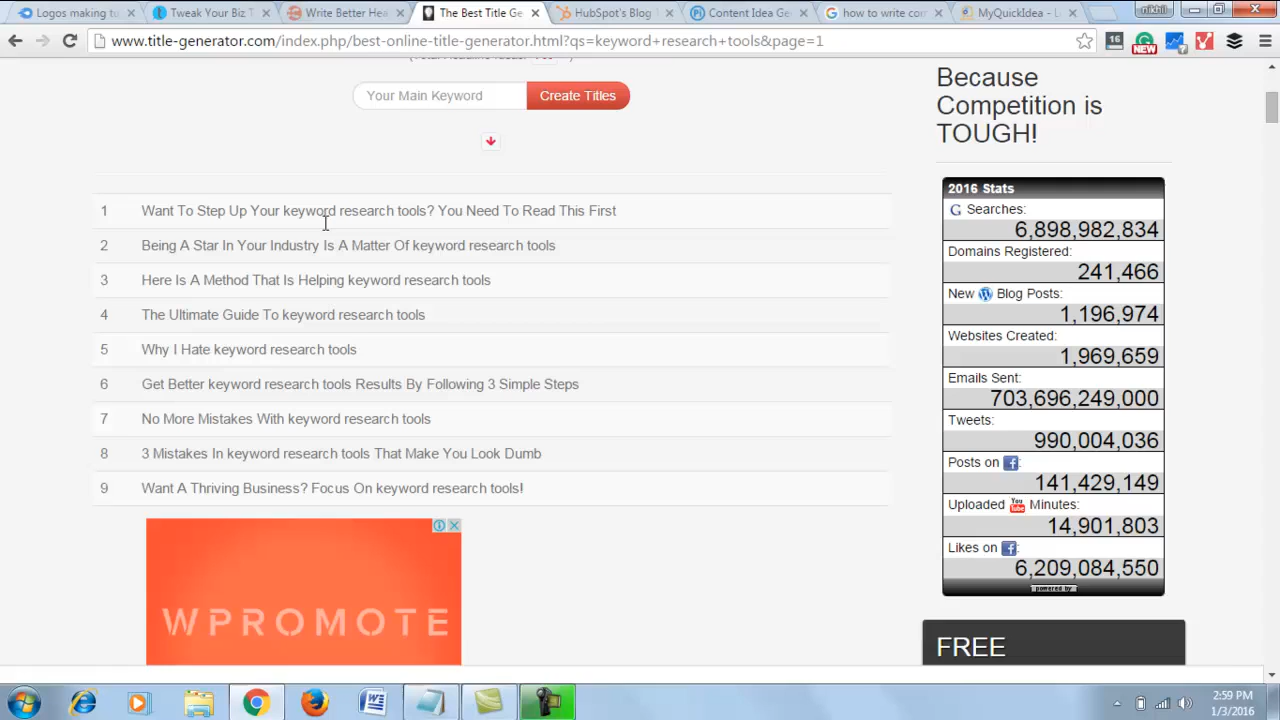 Logos making tu
Tweak Your Biz T
Write Better Hea
The Best Title Ge
HubSpot's Blog
Content Idea Ge
how to write con
MyQuickIdea - L
nikhil
www.title-generator.com/index.php/best-online-title-generator.html?qs=keyword+research+tools&page=1
16
NEW
Your Main Keyword
Create Titles
Because
Competition is
TOUGH!
1 Want To Step Up Your keyword research tools? You Need To Read This First
2 Being A Star In Your Industry Is A Matter Of keyword research tools
3 Here Is A Method That Is Helping keyword research tools
4 The Ultimate Guide To keyword research tools
5 Why I Hate keyword research tools
6 Get Better keyword research tools Results By Following 3 Simple Steps
7 No More Mistakes With keyword research tools
8 3 Mistakes In keyword research tools That Make You Look Dumb
9 Want A Thriving Business? Focus On keyword research tools!
WPROMOTE
2016 Stats
G Searches:
6,898,982,834
Domains Registered:
241,466
New Blog Posts:
1,196,974
Websites Created:
1,969,659
Emails Sent:
703,696,249,000
Tweets:
990,004,036
Posts on f:
141,429,149
Uploaded You Tube Minutes:
14,901,803
Likes on f:
6,209,084,550
powered by
FREE
2:59 PM
1/3/2016